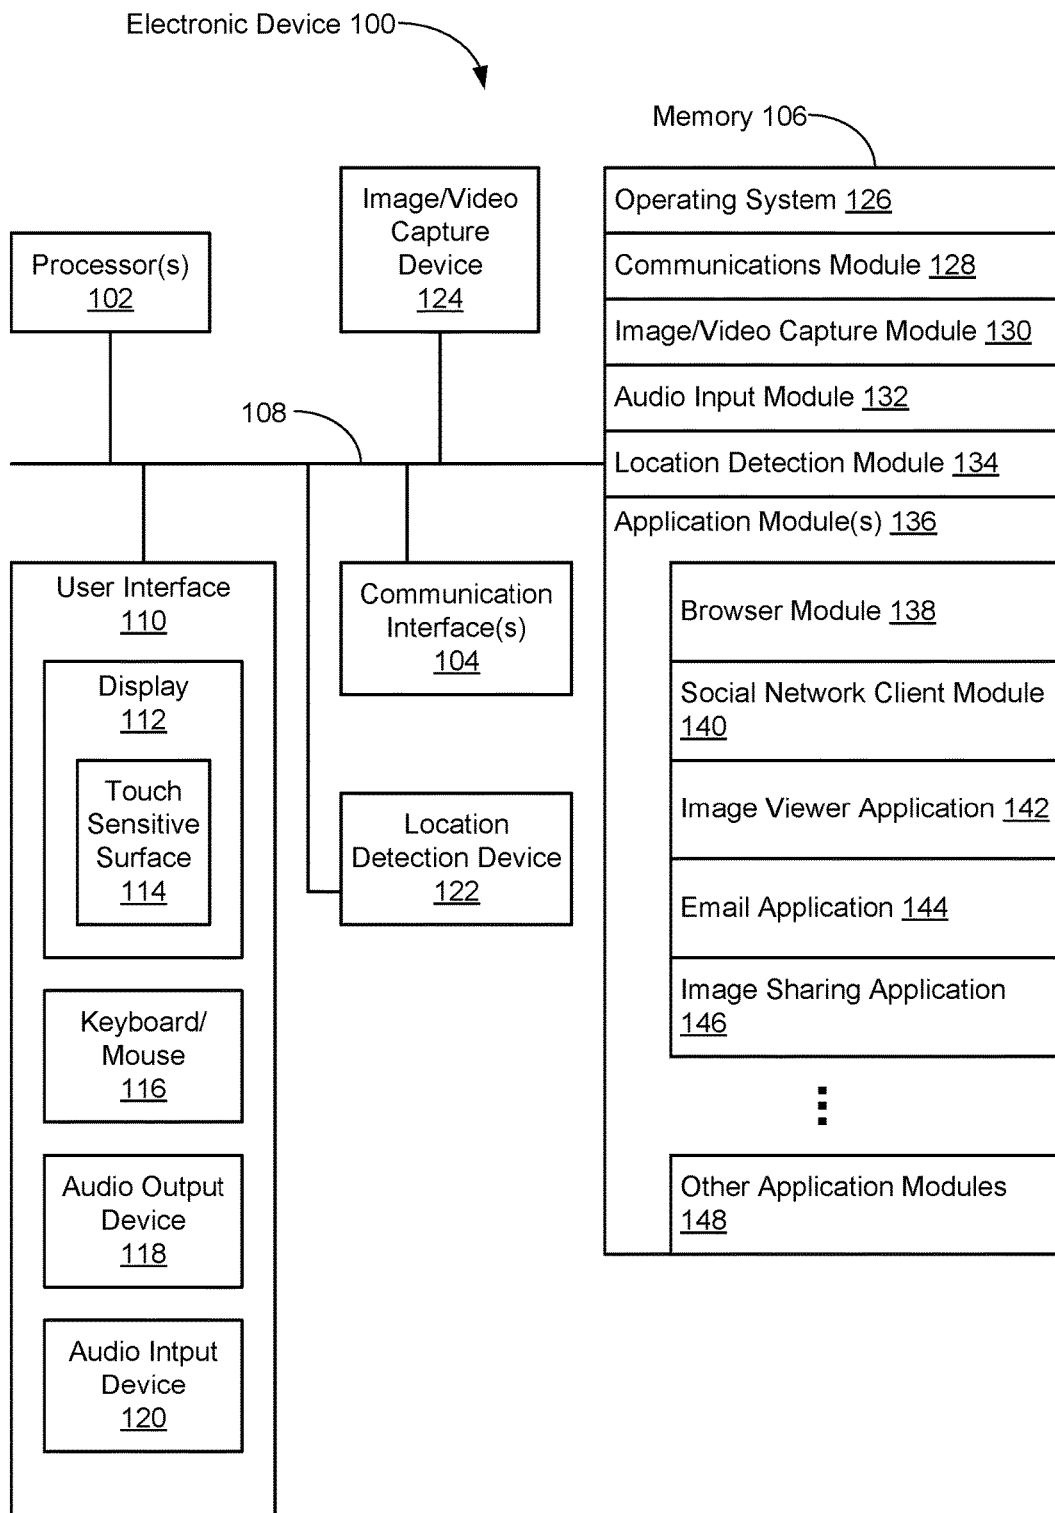 Electronic Device 100
Memory 106
Image/Video
Capture
Device
124
Processor(s)
102
108
Operating System 126
Communications Module 128
Image/Video Capture Module 130
Audio Input Module 132
Location Detection Module 134
Application Module(s) 136
Browser Module 138
Social Network Client Module
140
Image Viewer Application 142
Email Application 144
Image Sharing Application
146
Other Application Modules
148
User Interface
110
Display
112
Touch
Sensitive
Surface
114
Keyboard/
Mouse
116
Audio Output
Device
118
Audio Intput
Device
120
Communication
Interface(s)
104
Location
Detection Device
122